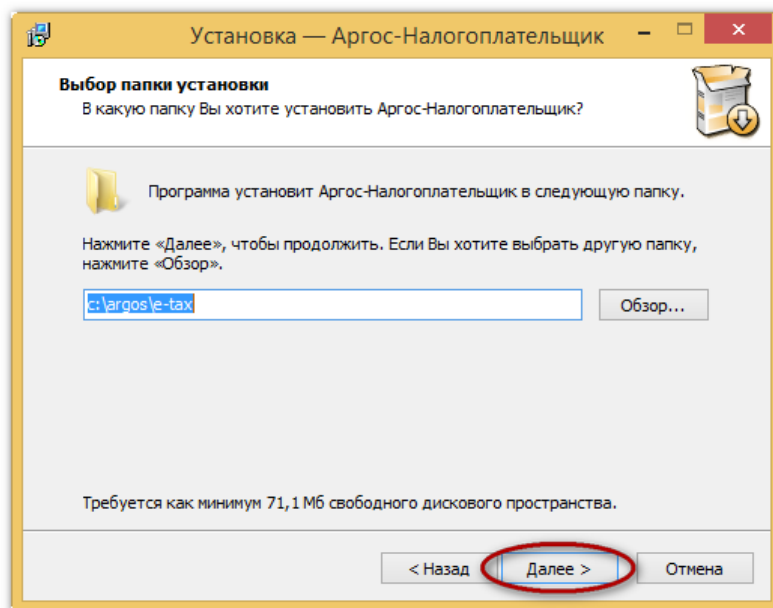 Установка — Аргос-Налогоплательщик
Выбор папки установки
В какую папку Вы хотите установить Аргос-Налогоплательщик?
Программа установит Аргос-Налогоплательщик в следующую папку.
Нажмите «Далее», чтобы продолжить. Если Вы хотите выбрать другую папку,
нажмите «Обзор».
c:\argos\e-tax
Обзор...
Требуется как минимум 71,1 Мб свободного дискового пространства.
< Назад
Далее >
Отмена